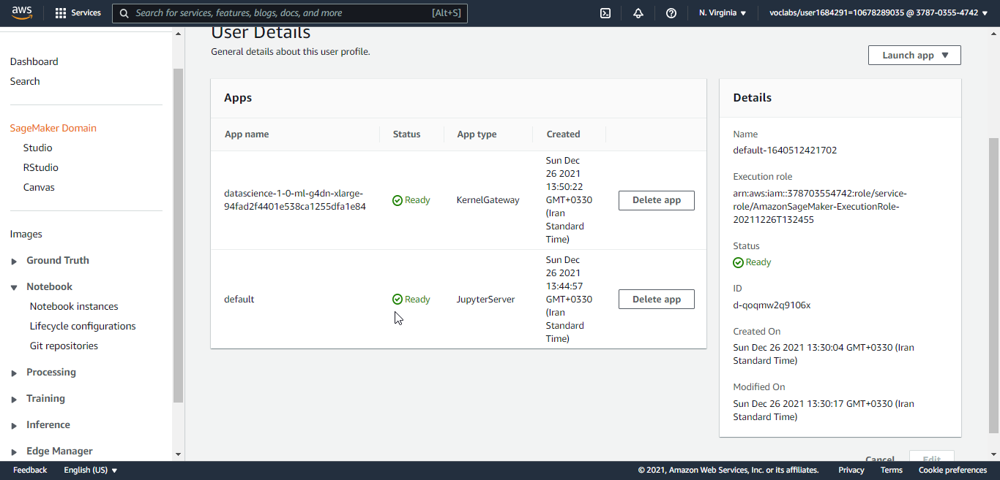 aws
Services
Search for services, features, blogs, docs, and more
[Alt+S]
N. Virginia
voclabs/user1684291=10678289035 @ 3787-0355-4742
Dashboard
Search
SageMaker Domain
Studio
RStudio
Canvas
Images
Ground Truth
Notebook
Notebook instances
Lifecycle configurations
Git repositories
Processing
Training
Inference
Edge Manager
User Details
General details about this user profile.
Launch app
Apps
App name
Status
App type
Created
datascience-1-0-ml-g4dn-xlarge-
94fad2f4401e538ca1255dfa1e84
Ready
KernelGateway
Sun Dec
26 2021
13:50:22
GMT+0330
(Iran
Standard
Time)
Delete app
default
Ready
JupyterServer
Sun Dec
26 2021
13:44:57
GMT+0330
(Iran
Standard
Time)
Delete app
Details
Name
default-1640512421702
Execution role
arn:aws:iam::378703554742:role/service-
role/AmazonSageMaker-ExecutionRole-
20211226T132455
Status
Ready
ID
d-qoqmw2q9106x
Created On
Sun Dec 26 2021 13:30:04 GMT+0330 (Iran
Standard Time)
Modified On
Sun Dec 26 2021 13:30:17 GMT+0330 (Iran
Standard Time)
Cancel
Edit
Feedback
English (US)
© 2021, Amazon Web Services, Inc. or its affiliates.
Privacy
Terms
Cookie preferences